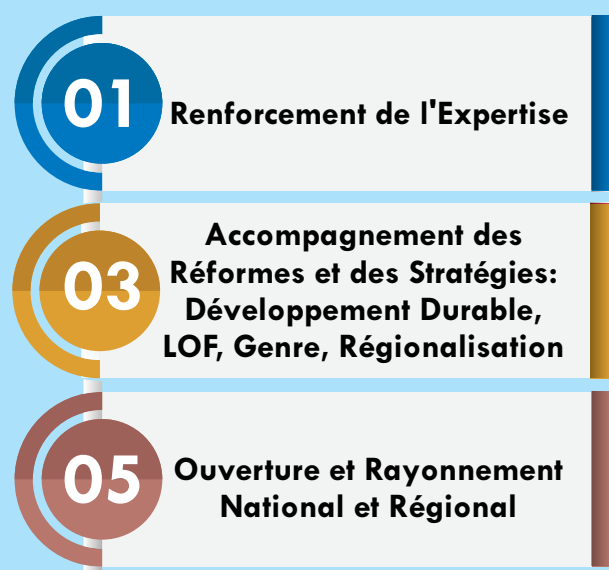 01
Renforcement de l'Expertise
03
Accompagnement des
Réformes et des Stratégies:
Développement Durable,
LOF, Genre, Régionalisation
05
Ouverture et Rayonnement
National et Régional